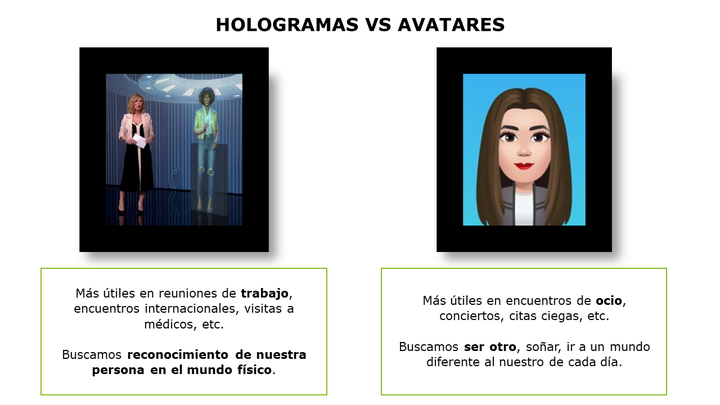 HOLOGRAMAS VS AVATARES
Más útiles en reuniones de trabajo,
encuentros internacionales, visitas a
médicos, etc.
Buscamos reconocimiento de nuestra
persona en el mundo físico.
Más útiles en encuentros de ocio,
conciertos, citas ciegas, etc.
Buscamos ser otro, soñar, ir a un mundo
diferente al nuestro de cada día.